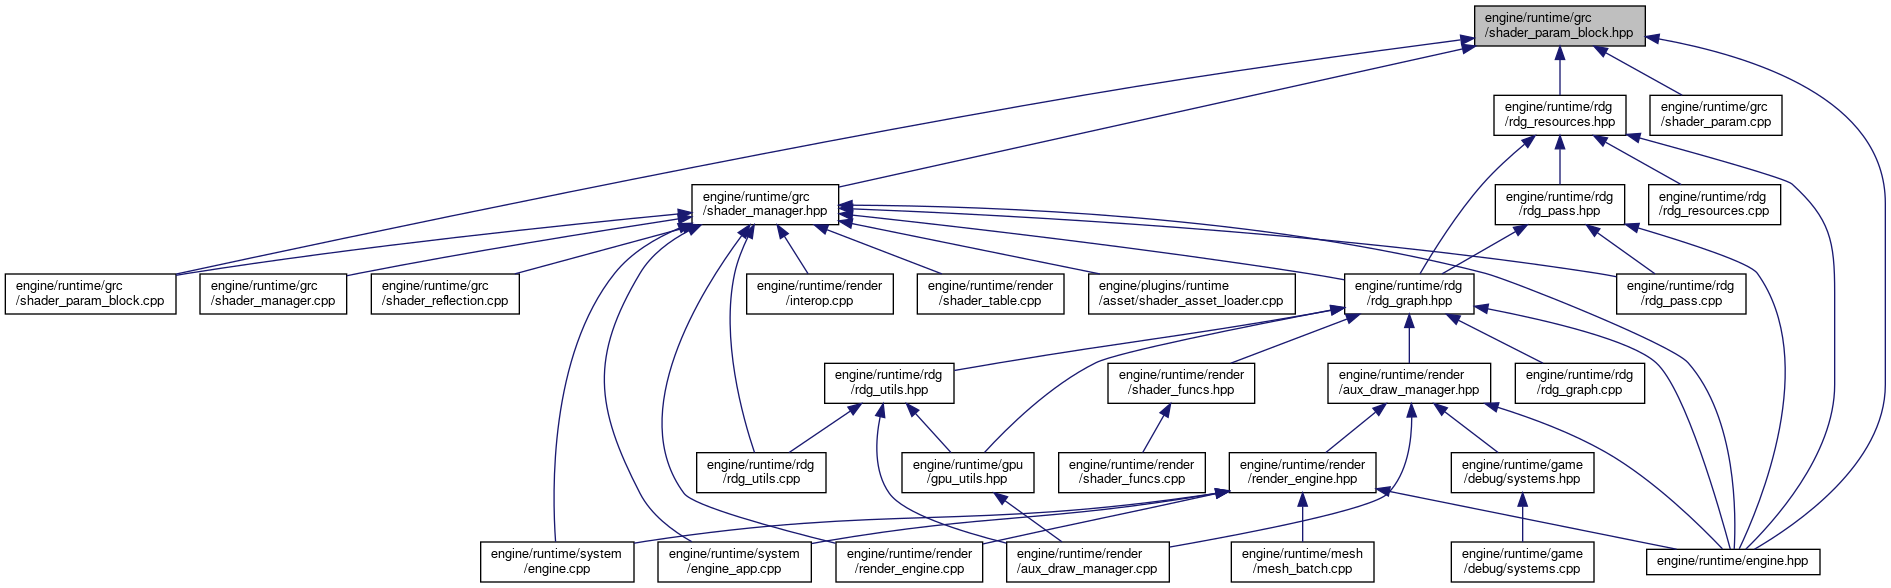 engine/runtime/grc
/shader_param_block.hpp
engine/runtime/rdg
/rdg_resources.hpp
engine/runtime/grc
/shader_param.cpp
engine/runtime/grc
/shader_manager.hpp
engine/runtime/rdg
/rdg_pass.hpp
engine/runtime/rdg
/rdg_resources.cpp
engine/runtime/grc
/shader_param_block.cpp
engine/runtime/grc
/shader_manager.cpp
engine/runtime/grc
/shader_reflection.cpp
engine/runtime/render
/interop.cpp
engine/runtime/render
/shader_table.cpp
engine/plugins/runtime
/asset/shader_asset_loader.cpp
engine/runtime/rdg
/rdg_graph.hpp
engine/runtime/rdg
/rdg_pass.cpp
engine/runtime/rdg
/rdg_utils.hpp
engine/runtime/render
/shader_funcs.hpp
engine/runtime/render
/aux_draw_manager.hpp
engine/runtime/rdg
/rdg_graph.cpp
engine/runtime/rdg
/rdg_utils.cpp
engine/runtime/gpu
/gpu_utils.hpp
engine/runtime/render
/shader_funcs.cpp
engine/runtime/render
/render_engine.hpp
engine/runtime/game
/debug/systems.hpp
engine/runtime/system
/engine.cpp
engine/runtime/system
/engine_app.cpp
engine/runtime/render
/render_engine.cpp
engine/runtime/render
/aux_draw_manager.cpp
engine/runtime/mesh
/mesh_batch.cpp
engine/runtime/game
/debug/systems.cpp
engine/runtime/engine.hpp